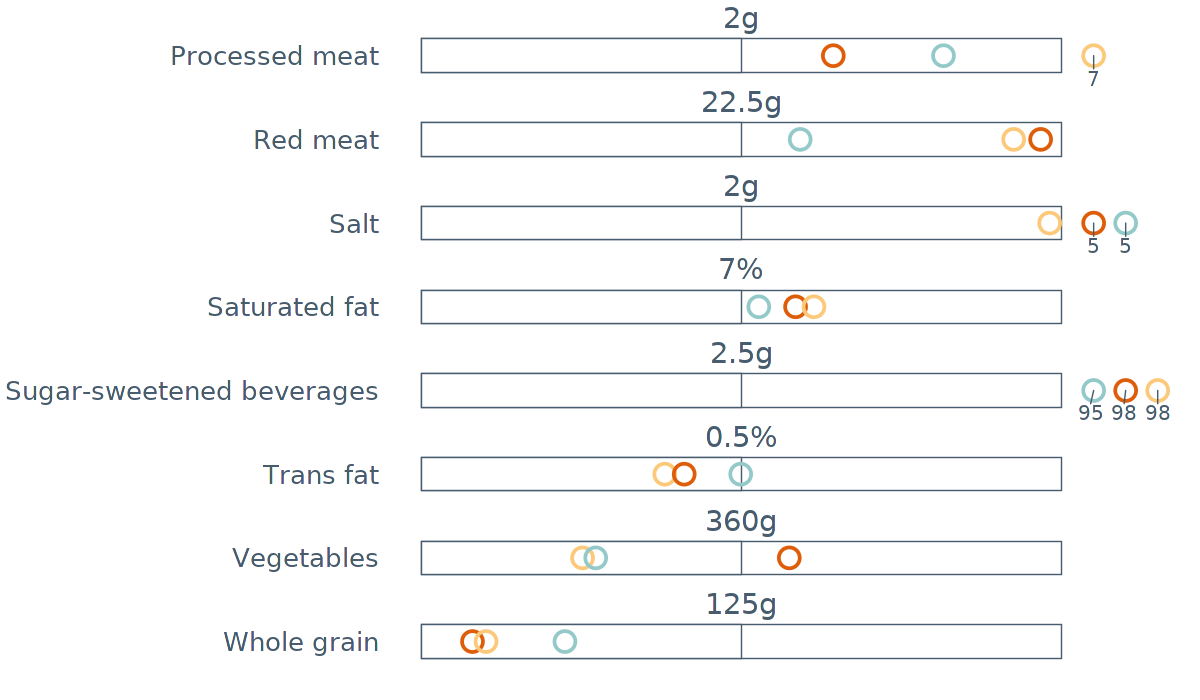 2g
Processed meat
7
22.5g
Red meat
2g
Salt
5 5
7%
Saturated fat
2.5g
Sugar-sweetened beverages
95 98 98
0.5%
Trans fat
360g
Vegetables
125g
Whole grain